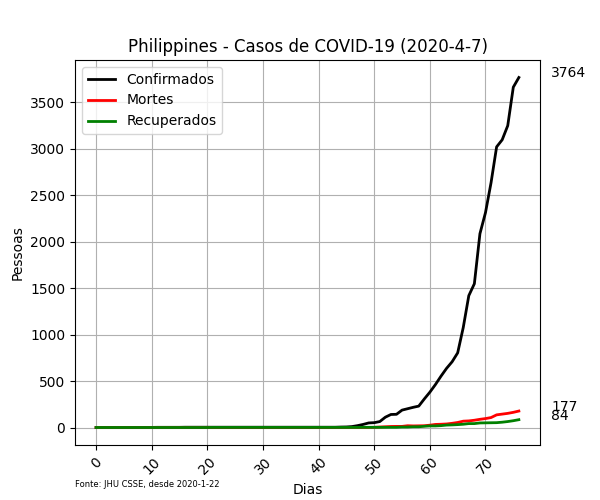 Philippines - Casos de COVID-19 (2020-4-7)
Confirmados
Mortes
Recuperados
3764
177
84
3500
3000
2500
2000
1500
1000
500
0
Pessoas
0
10
20
30
40
50
60
70
Dias
Fonte: JHU CSSE, desde 2020-1-22